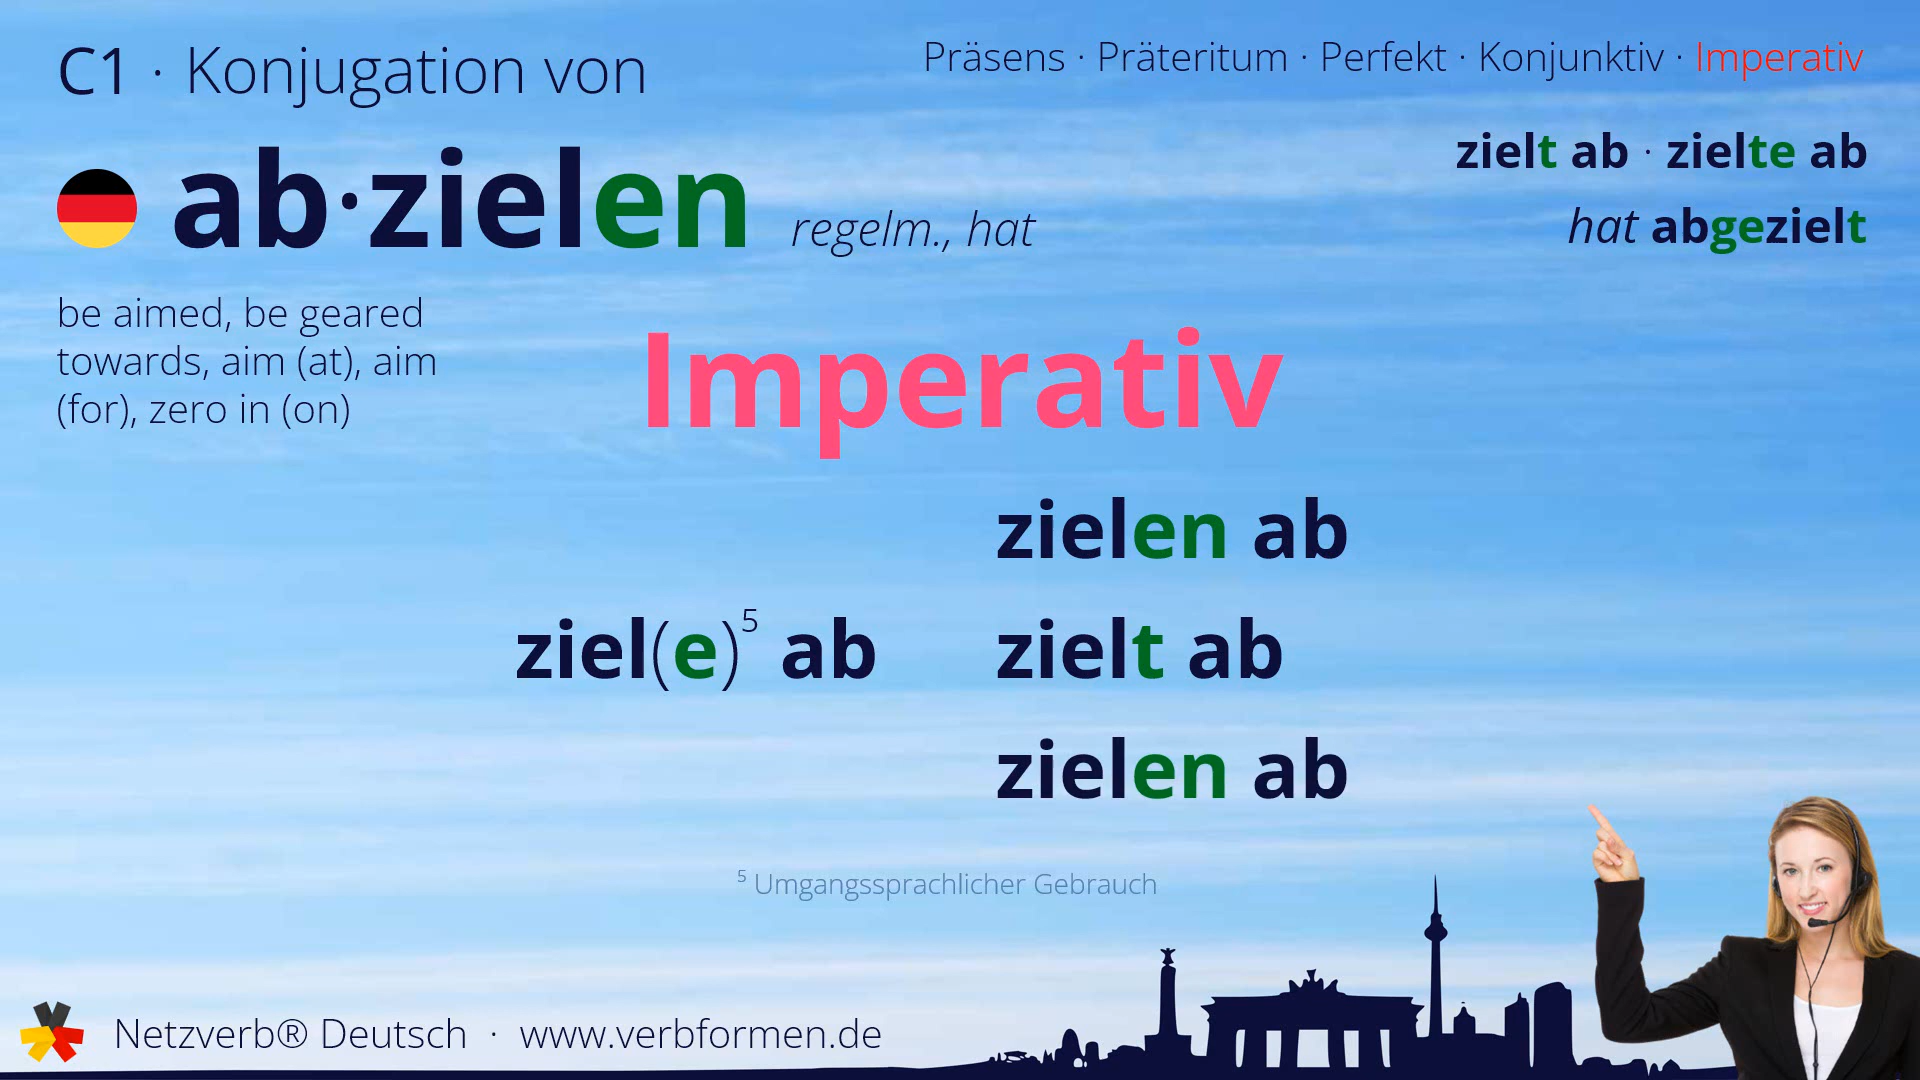 C1 · Konjugation von
Präsens · Präteritum · Perfekt · Konjunktiv · Imperativ
ab·zielen regelm., hat
zielt ab · zielte ab
hat abgezielt
be aimed, be geared
towards, aim (at), aim
(for), zero in (on)
Imperativ
zielen ab
ziel(e)⁵ ab zielt ab
zielen ab
⁵ Umgangssprachlicher Gebrauch
Netzverb® Deutsch · www.verbformen.de